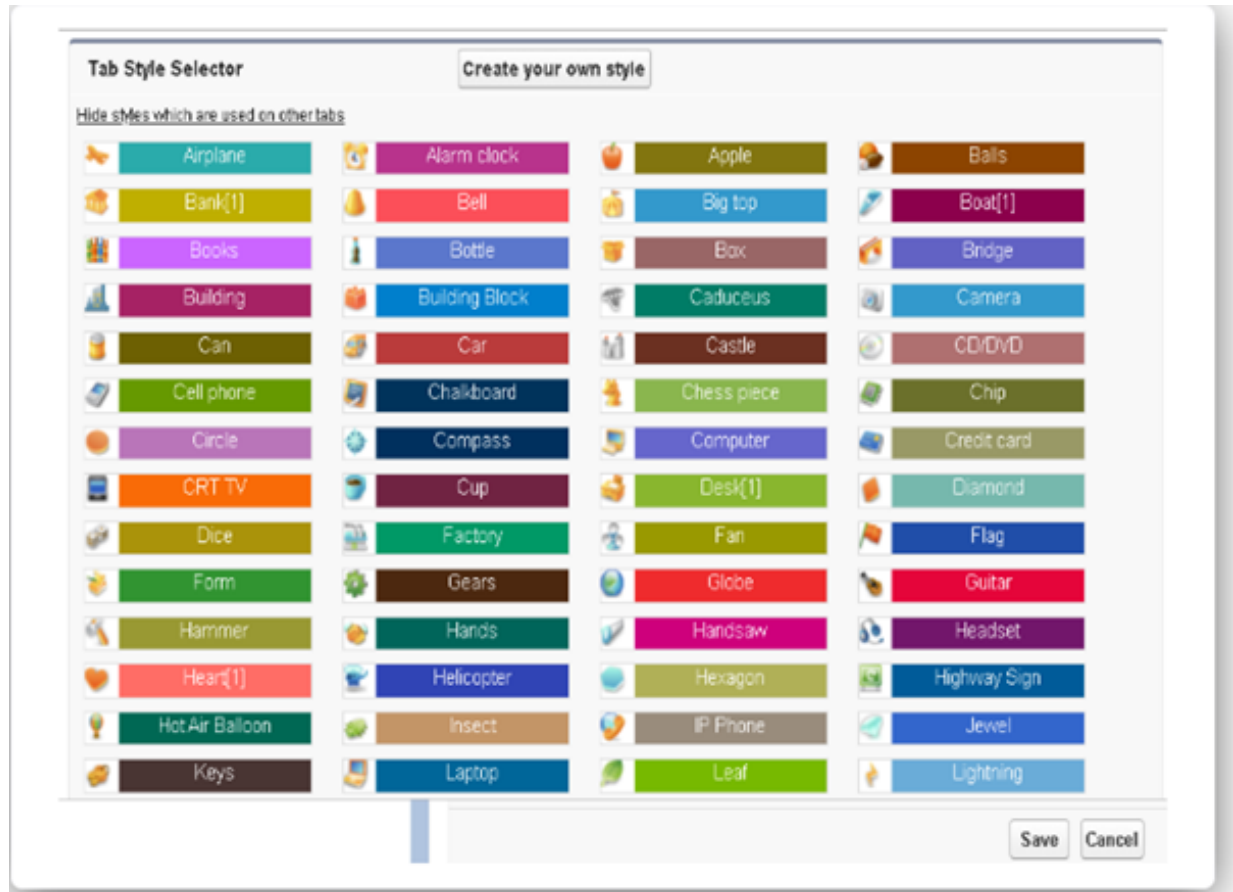 Tab Style Selector Create your own style
Hide styles which are used on other tabs
Airplane Alarm clock Apple Balls
Bank[1] Bell Big top Boat[1]
Books Bottle Box Bridge
Building Building Block Caduceus Camera
Can Car Castle CD/DVD
Cell phone Chalkboard Chess piece Chip
Circle Compass Computer Credit card
CRT TV Cup Desk[1] Diamond
Dice Factory Fan Flag
Form Gears Globe Guitar
Hammer Hands Handsaw Headset
Heart[1] Helicopter Hexagon Highway Sign
Hot Air Balloon Insect IP Phone Jewel
Keys Laptop Leaf Lightning
Save Cancel